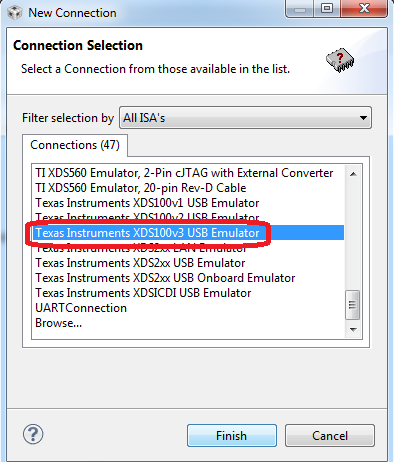 New Connection
Connection Selection
Select a Connection from those available in the list.
Filter selection by All ISA's
Connections (47)
TI XDS560 Emulator, 2-Pin cJTAG with External Converter
TI XDS560 Emulator, 20-pin Rev-D Cable
Texas Instruments XDS100v1 USB Emulator
Texas Instruments XDS100v2 USB Emulator
Texas Instruments XDS100v3 USB Emulator
Texas Instruments XDS2xx LAN Emulator
Texas Instruments XDS2xx USB Emulator
Texas Instruments XDS2xx USB Onboard Emulator
Texas Instruments XDSICDI USB Emulator
UARTConnection
Browse...
Finish Cancel